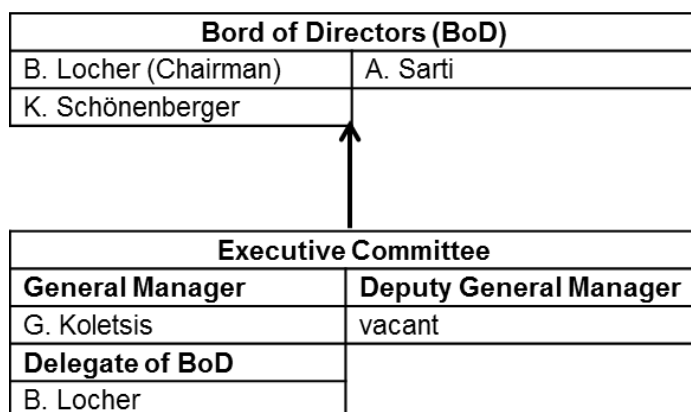 Bord of Directors (BoD)
B. Locher (Chairman) A. Sarti
K. Schönenberger
Executive Committee
General Manager Deputy General Manager
G. Koletsis vacant
Delegate of BoD
B. Locher